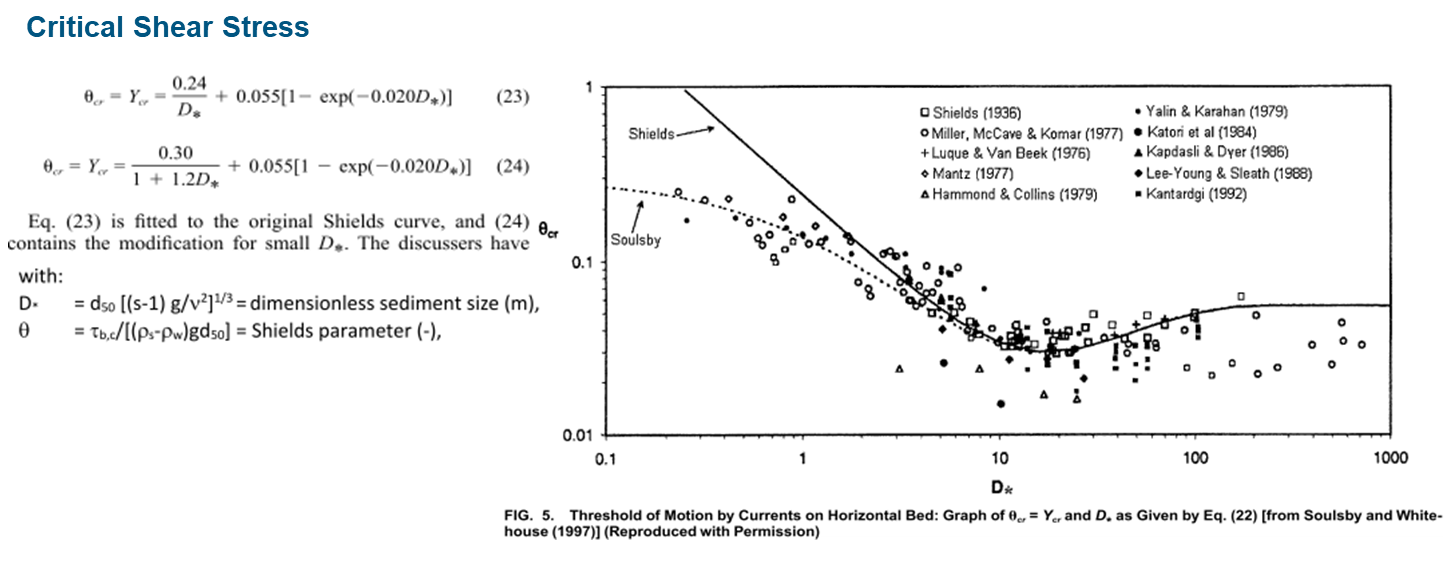 Critical Shear Stress
θcr = Ycr = 0.24 / D* + 0.055[1− exp(−0.020D*)] (23)
θcr = Ycr = 0.30 / 1 + 1.2D* + 0.055[1 − exp(−0.020D*)] (24)
Eq. (23) is fitted to the original Shields curve, and (24)
contains the modification for small D*. The discussers have
with:
D* = d50 [(s-1) g/ν²]1/3 = dimensionless sediment size (m),
θ = τb,c/[(ρs-ρw)gd50] = Shields parameter (-),
1
0.1
0.01
θcr
Shields
Soulsby
Shields (1936)
Miller, McCave & Komar (1977)
Luque & Van Beek (1976)
Mantz (1977)
Hammond & Collins (1979)
Yalin & Karahan (1979)
Katori et al (1984)
Kapdasli & Dyer (1986)
Lee-Young & Sleath (1988)
Kantardgi (1992)
0.1 1 10 100 1000
D*
FIG. 5. Threshold of Motion by Currents on Horizontal Bed: Graph of θcr = Ycr and D* as Given by Eq. (22) [from Soulsby and White-
house (1997)] (Reproduced with Permission)